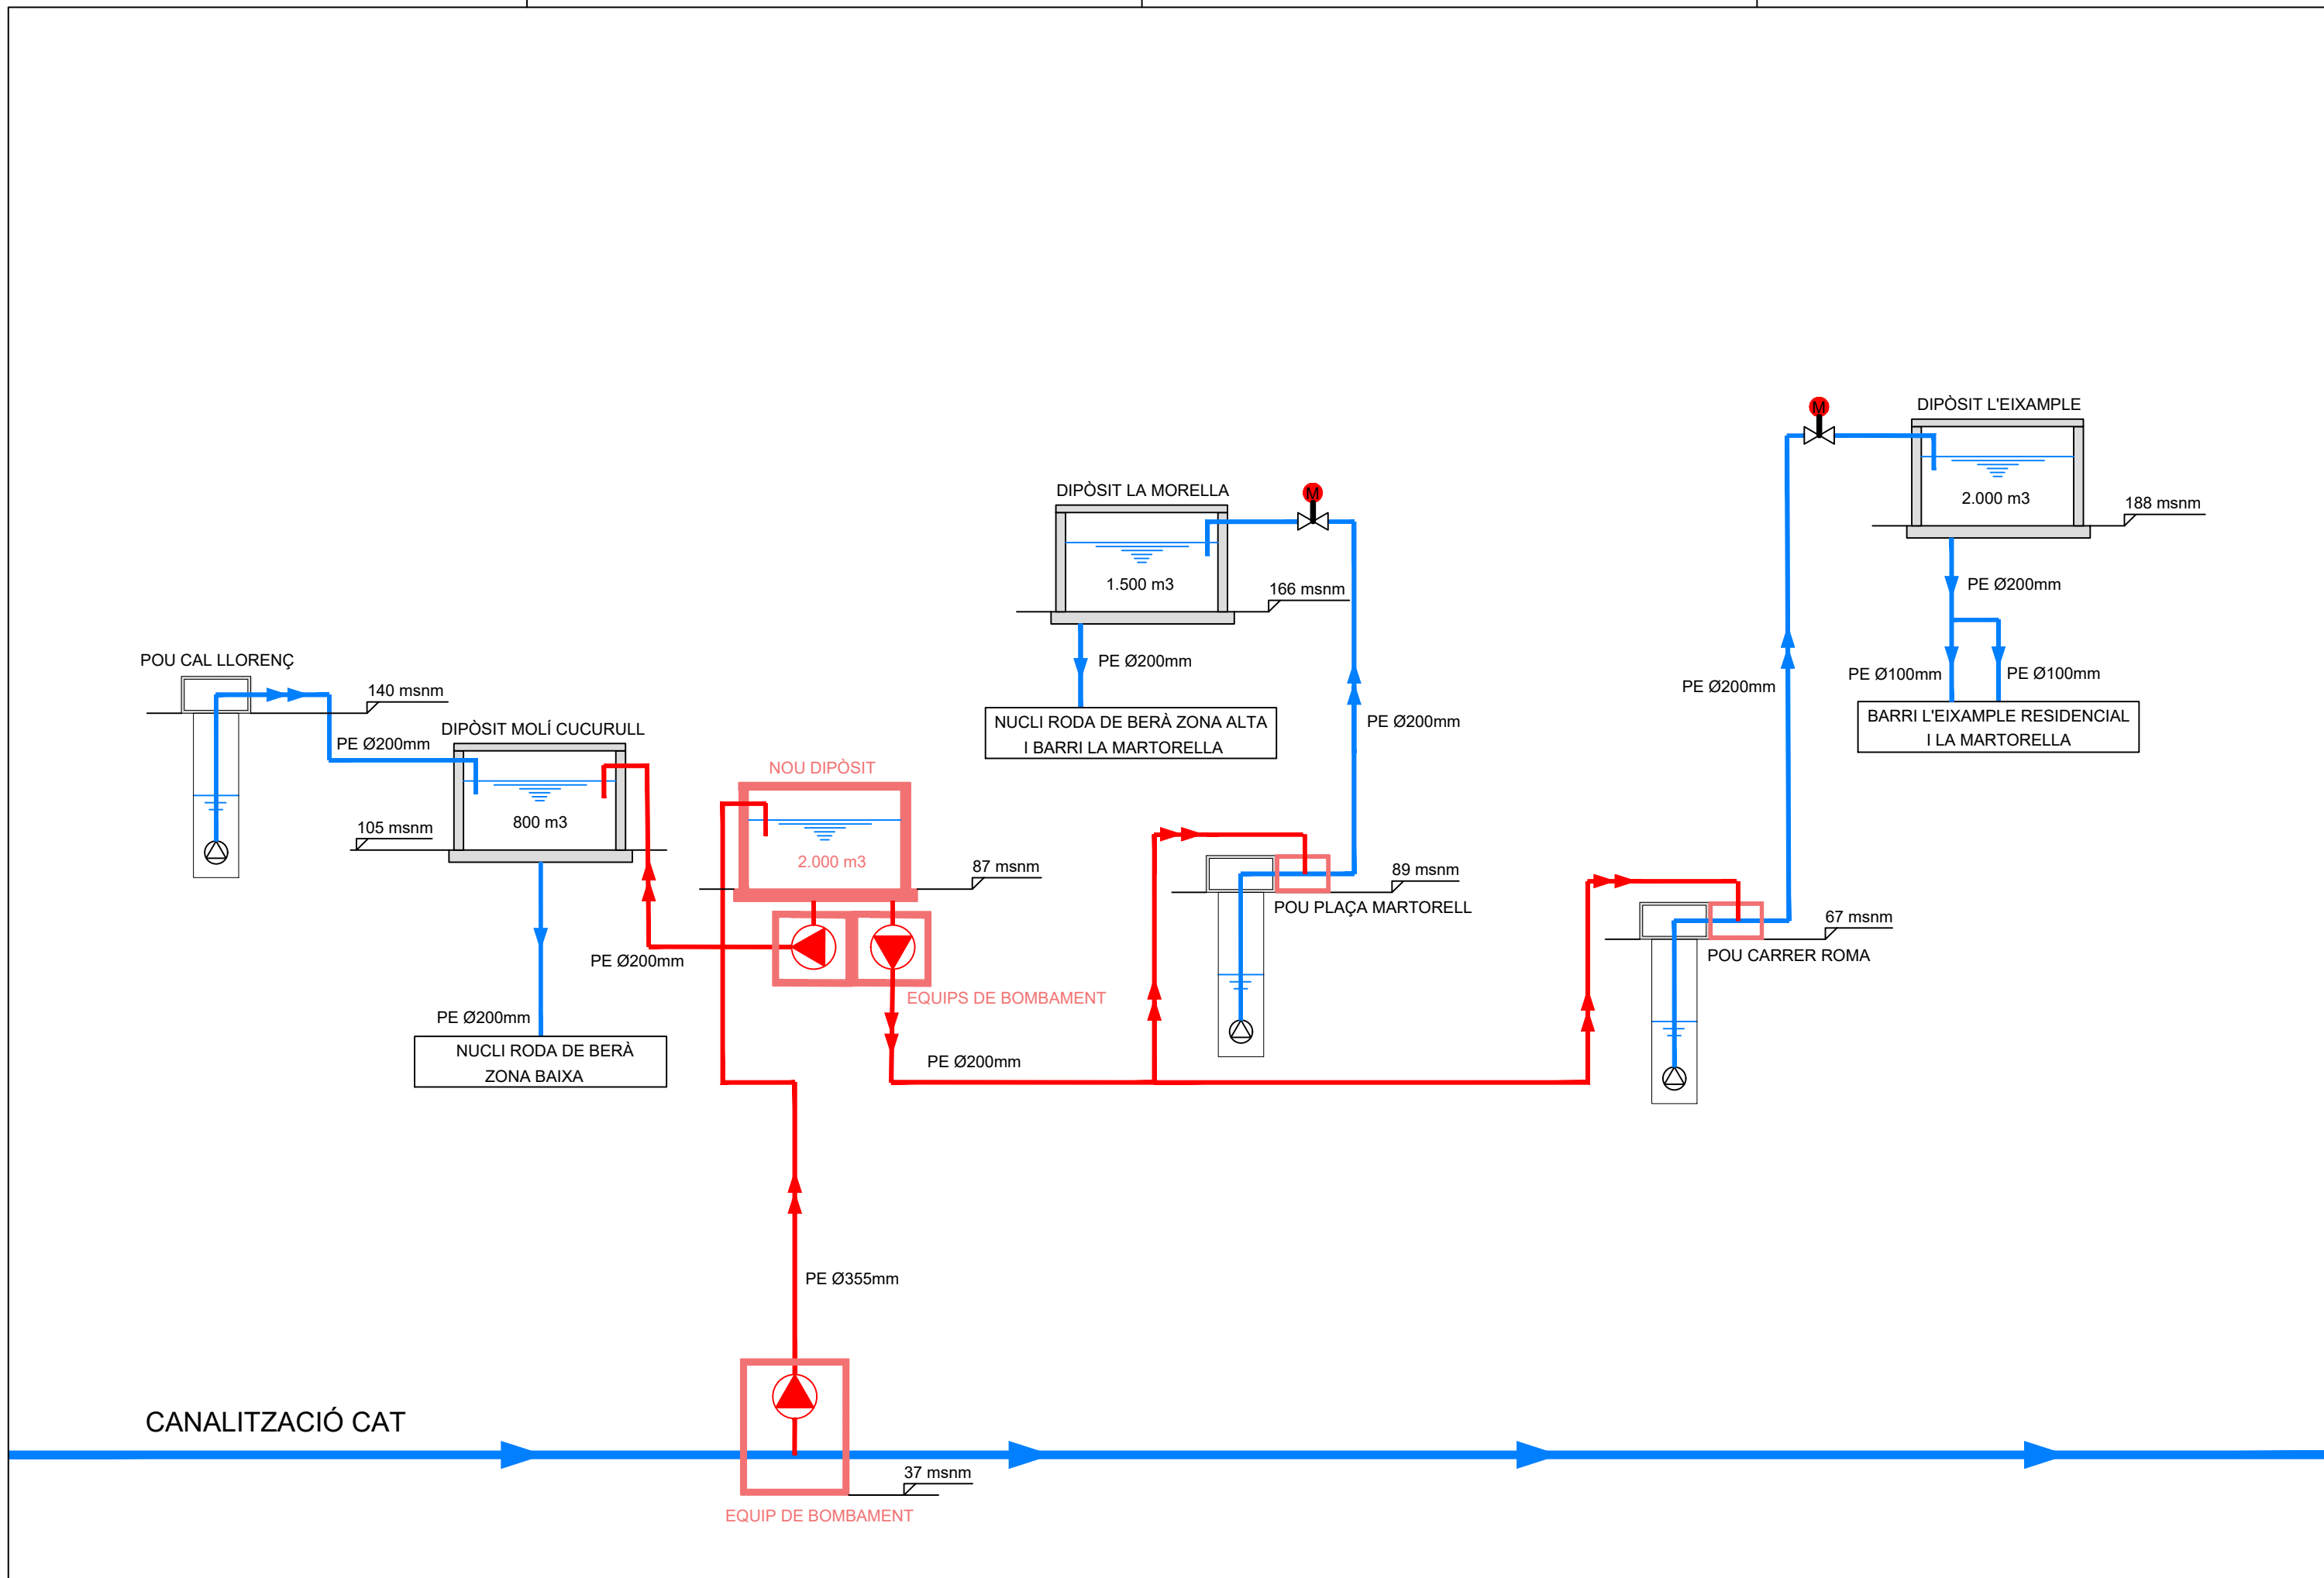 M
DIPÒSIT L'EIXAMPLE
2.000 m3
188 msnm
M
DIPÒSIT LA MORELLA
1.500 m3
166 msnm
PE Ø200mm
PE Ø200mm
PE Ø100mm
PE Ø100mm
PE Ø200mm
BARRI L'EIXAMPLE RESIDENCIAL
I LA MARTORELLA
NUCLI RODA DE BERÀ ZONA ALTA
I BARRI LA MARTORELLA
PE Ø200mm
POU CAL LLORENÇ
140 msnm
PE Ø200mm
DIPÒSIT MOLÍ CUCURULL
800 m3
105 msnm
NOU DIPÒSIT
2.000 m3
87 msnm
89 msnm
POU PLAÇA MARTORELL
67 msnm
POU CARRER ROMA
PE Ø200mm
EQUIPS DE BOMBAMENT
PE Ø200mm
NUCLI RODA DE BERÀ
ZONA BAIXA
PE Ø200mm
PE Ø355mm
CANALITZACIÓ CAT
37 msnm
EQUIP DE BOMBAMENT